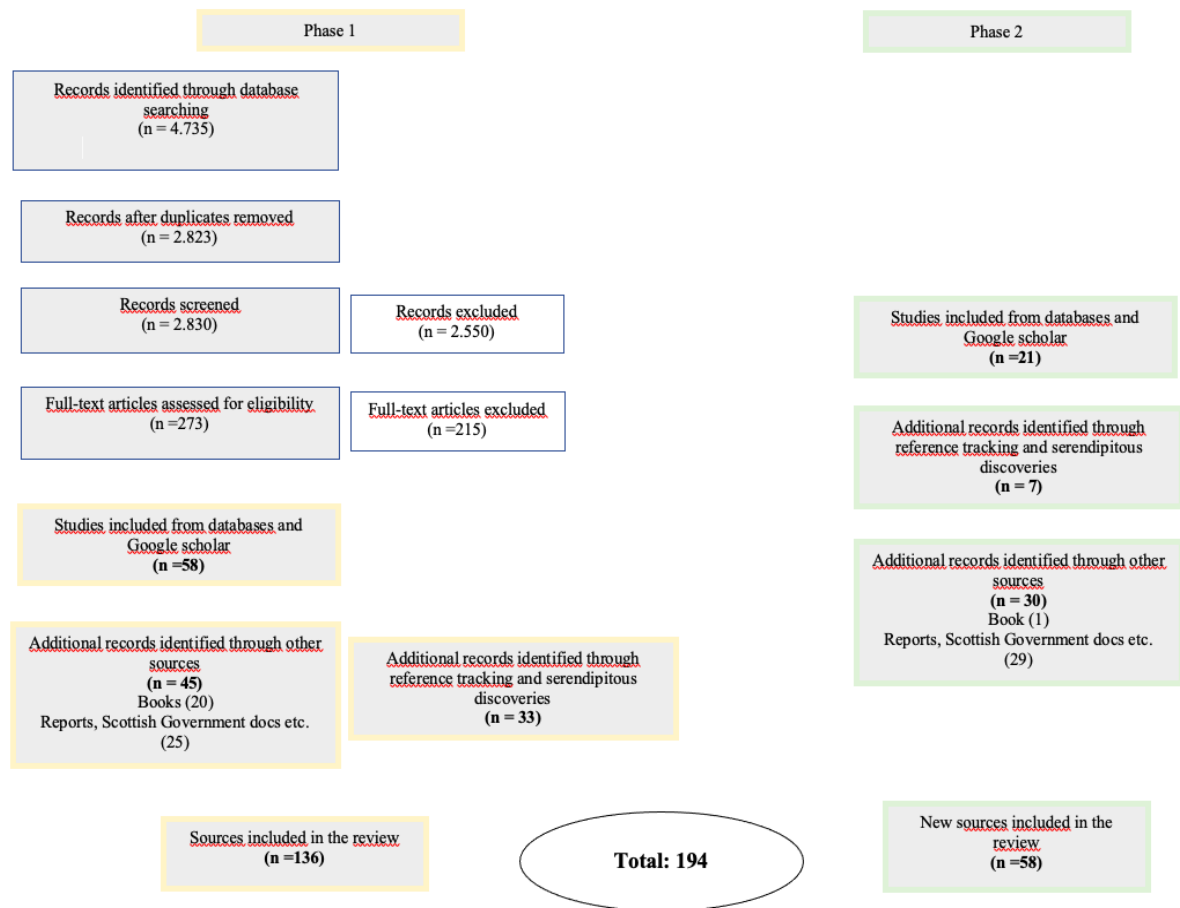 Phase 1
Records identified through database
searching
(n = 4.735)
Records after duplicates removed
(n = 2.823)
Records screened
(n = 2.830)
Records excluded
(n = 2.550)
Full-text articles assessed for eligibility
(n =273)
Full-text articles excluded
(n =215)
Studies included from databases and
Google scholar
(n =58)
Additional records identified through other
sources
(n = 45)
Books (20)
Reports, Scottish Government docs etc.
(25)
Additional records identified through
reference tracking and serendipitous
discoveries
(n = 33)
Sources included in the review
(n =136)
Total: 194
Phase 2
Studies included from databases and
Google scholar
(n =21)
Additional records identified through
reference tracking and serendipitous
discoveries
(n = 7)
Additional records identified through other
sources
(n = 30)
Book (1)
Reports, Scottish Government docs etc.
(29)
New sources included in the
review
(n =58)